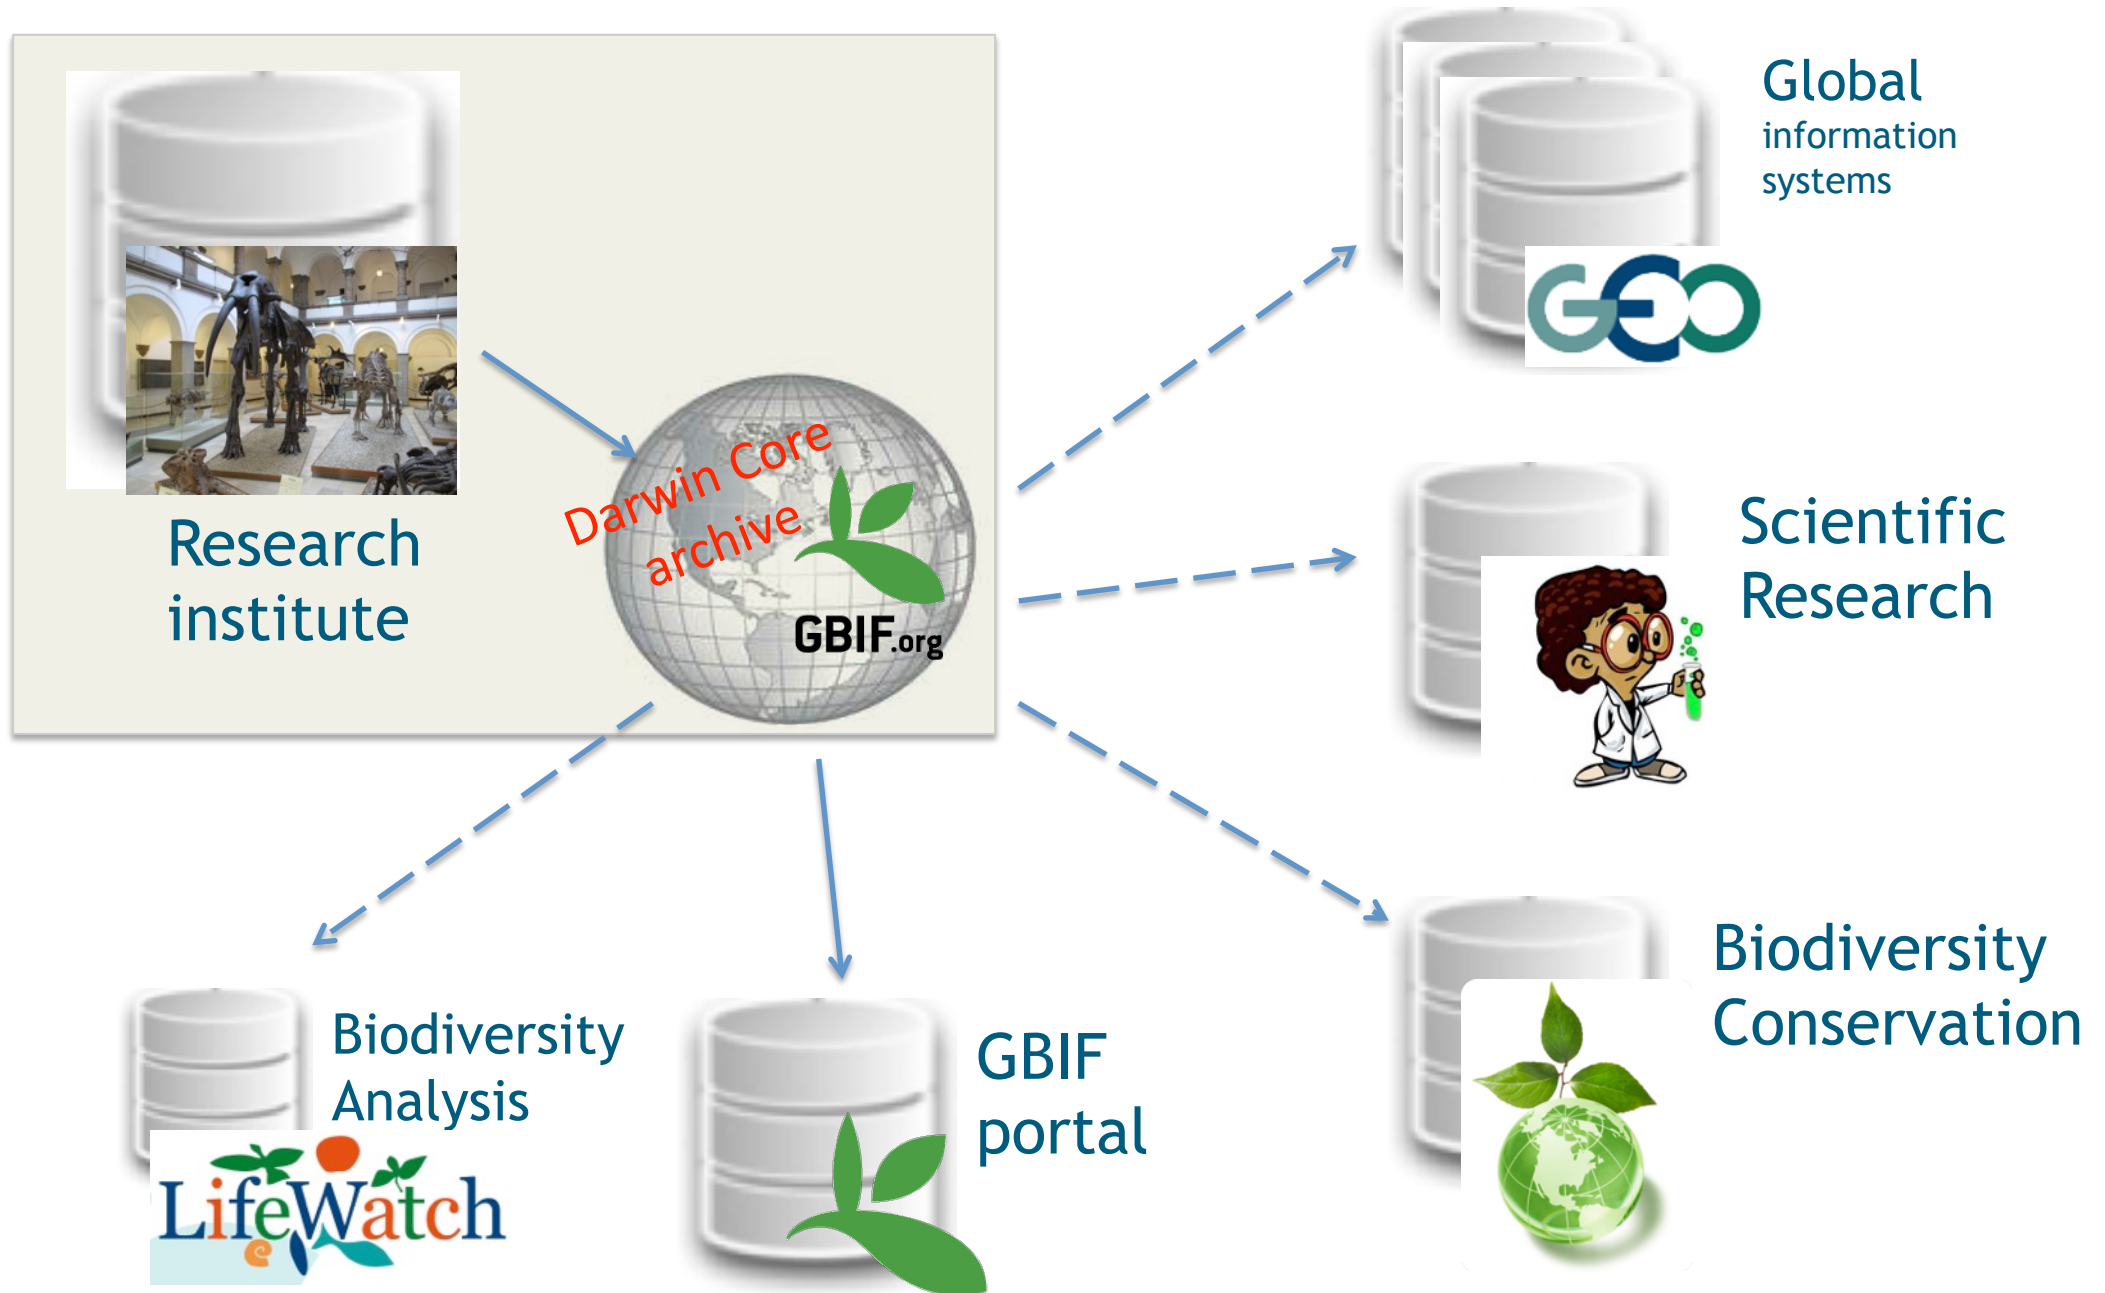 Global
information
systems
GEO
Darwin Core
archive
GBIF.org
Research
institute
Scientific
Research
Biodiversity
Conservation
Biodiversity
Analysis
LifeWatch
GBIF
portal